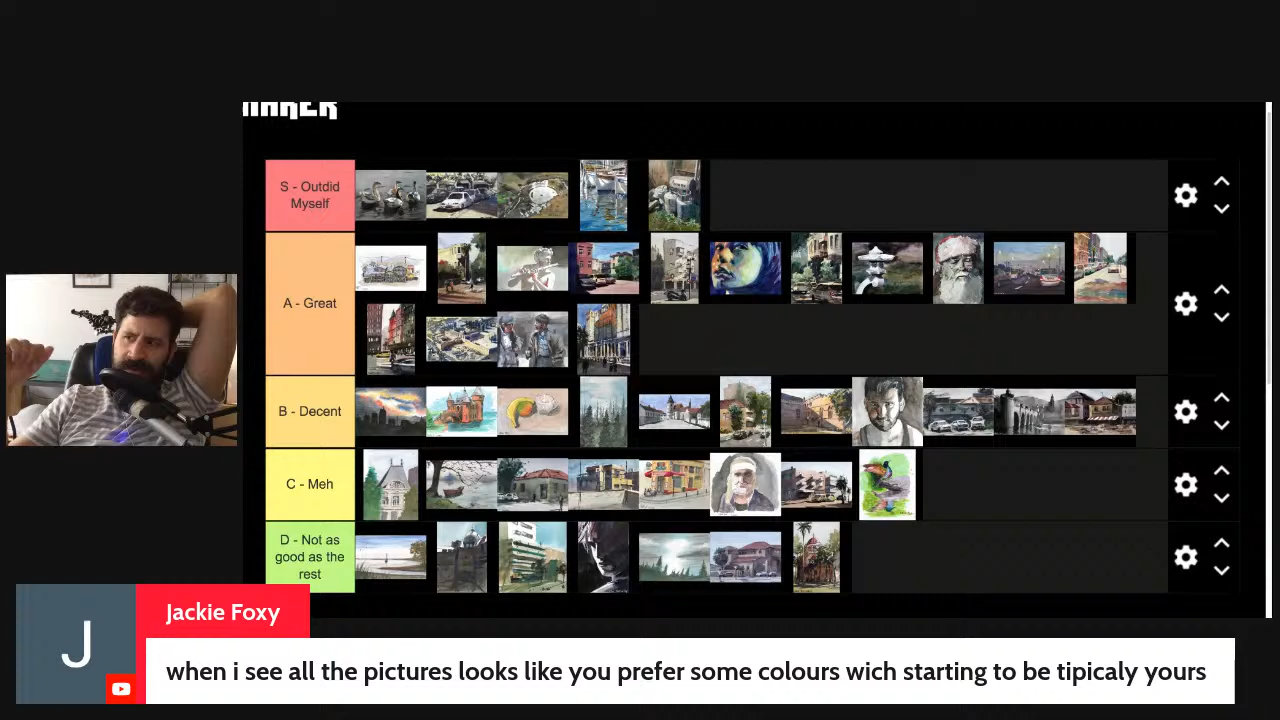 MAKER
S - Outdid
Myself
A - Great
B - Decent
C - Meh
D - Not as
good as the
rest
J
Jackie Foxy
when i see all the pictures looks like you prefer some colours wich starting to be tipicaly yours